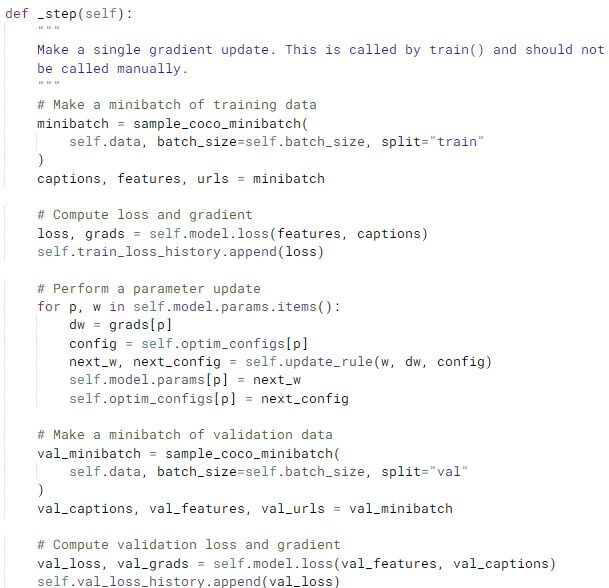 def _step(self):
    """
    Make a single gradient update. This is called by train() and should not
    be called manually.
    """
    # Make a minibatch of training data
    minibatch = sample_coco_minibatch(
        self.data, batch_size=self.batch_size, split="train"
    )
    captions, features, urls = minibatch

    # Compute loss and gradient
    loss, grads = self.model.loss(features, captions)
    self.train_loss_history.append(loss)

    # Perform a parameter update
    for p, w in self.model.params.items():
        dw = grads[p]
        config = self.optim_configs[p]
        next_w, next_config = self.update_rule(w, dw, config)
        self.model.params[p] = next_w
        self.optim_configs[p] = next_config

    # Make a minibatch of validation data
    val_minibatch = sample_coco_minibatch(
        self.data, batch_size=self.batch_size, split="val"
    )
    val_captions, val_features, val_urls = val_minibatch

    # Compute validation loss and gradient
    val_loss, val_grads = self.model.loss(val_features, val_captions)
    self.val_loss_history.append(val_loss)